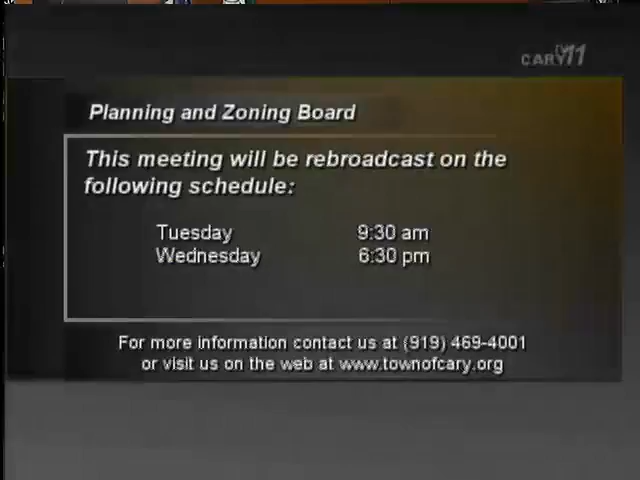 CARY TV 11
Planning and Zoning Board
This meeting will be rebroadcast on the
following schedule:
Tuesday 9:30 am
Wednesday 6:30 pm
For more information contact us at (919) 469-4001
or visit us on the web at www.townofcary.org